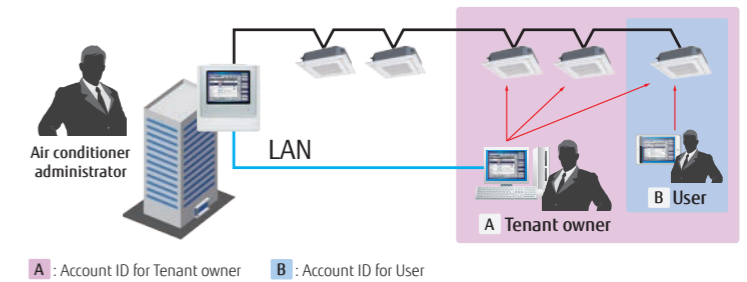 Air conditioner
administrator
LAN
B User
A Tenant owner
A : Account ID for Tenant owner
B : Account ID for User